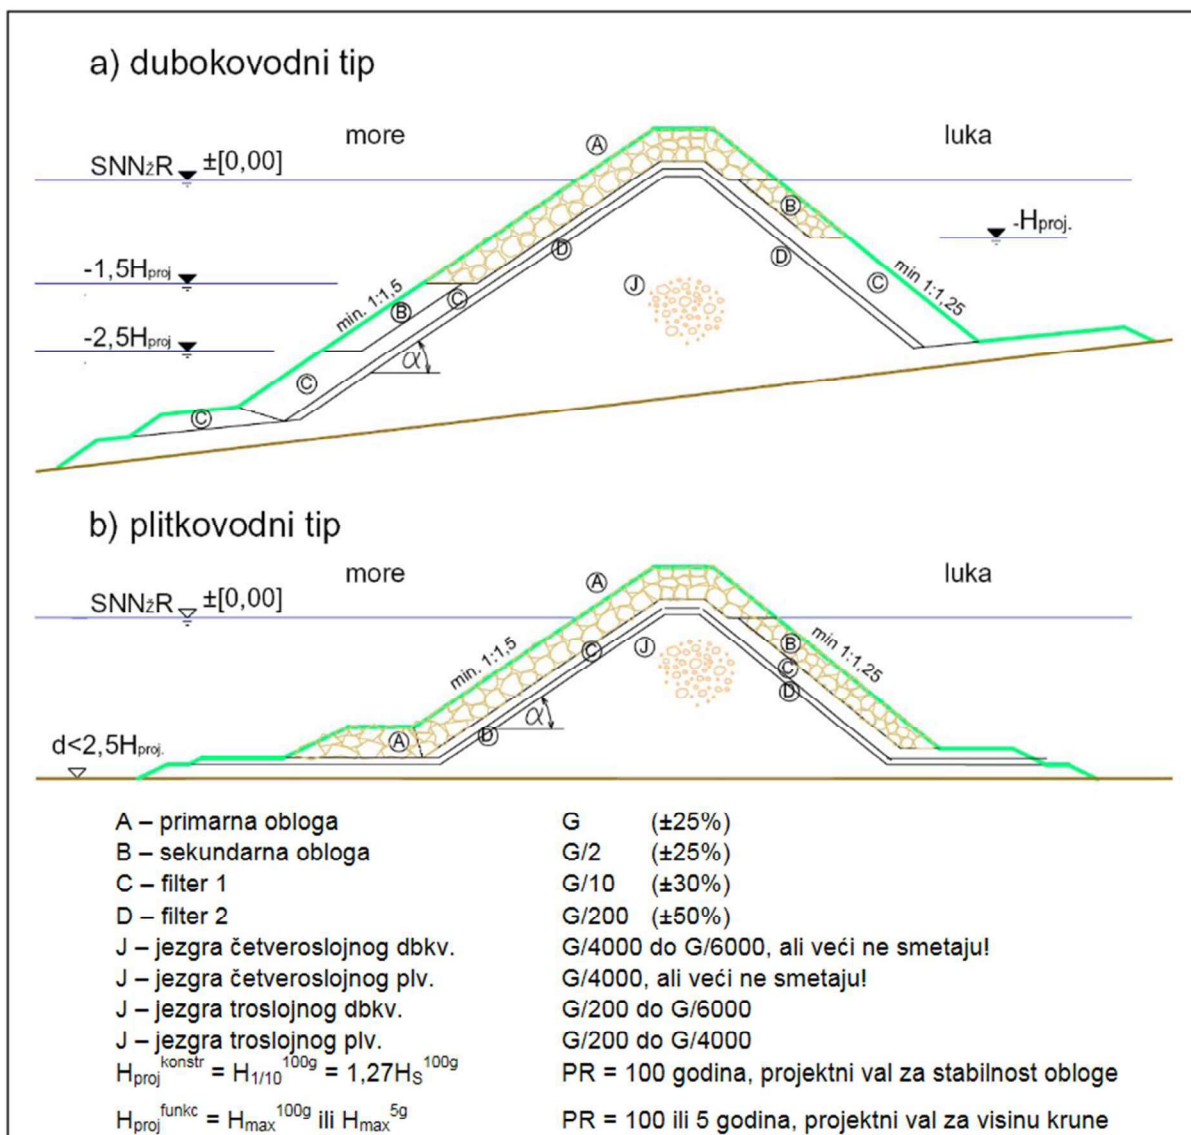 a) dubokovodni tip
more
luka
SNNžR ±[0,00]
A
B
-Hproj.
D
D
C
-1,5Hproj
min. 1:1,5
C
J
min 1:1,25
B
-2,5Hproj
α
C
C
b) plitkovodni tip
more
luka
A
SNNžR ±[0,00]
min. 1:1,5
C
J
B
min 1:1,25
C
D
α
d<2,5Hproj.
A
D
A – primarna obloga G (±25%)
B – sekundarna obloga G/2 (±25%)
C – filter 1 G/10 (±30%)
D – filter 2 G/200 (±50%)
J – jezgra četveroslojnog dbkv. G/4000 do G/6000, ali veći ne smetaju!
J – jezgra četveroslojnog plv. G/4000, ali veći ne smetaju!
J – jezgra troslojnog dbkv. G/200 do G/6000
J – jezgra troslojnog plv. G/200 do G/4000
Hproj^konstr = H1/10^100g = 1,27HS^100g PR = 100 godina, projektni val za stabilnost obloge
Hproj^funkc = Hmax^100g ili Hmax^5g PR = 100 ili 5 godina, projektni val za visinu krune